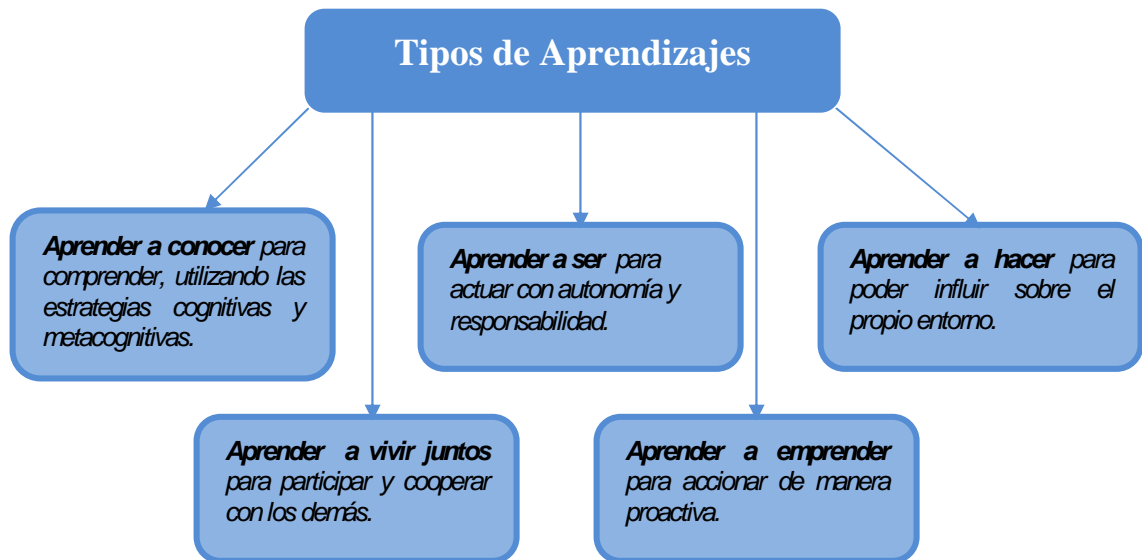 Tipos de Aprendizajes
Aprender a conocer para
comprender, utilizando las
estrategias cognitivas y
metacognitivas.
Aprender a ser para
actuar con autonomía y
responsabilidad.
Aprender a hacer para
poder influir sobre el
propio entorno.
Aprender a vivir juntos
para participar y cooperar
con los demás.
Aprender a emprender
para accionar de manera
proactiva.